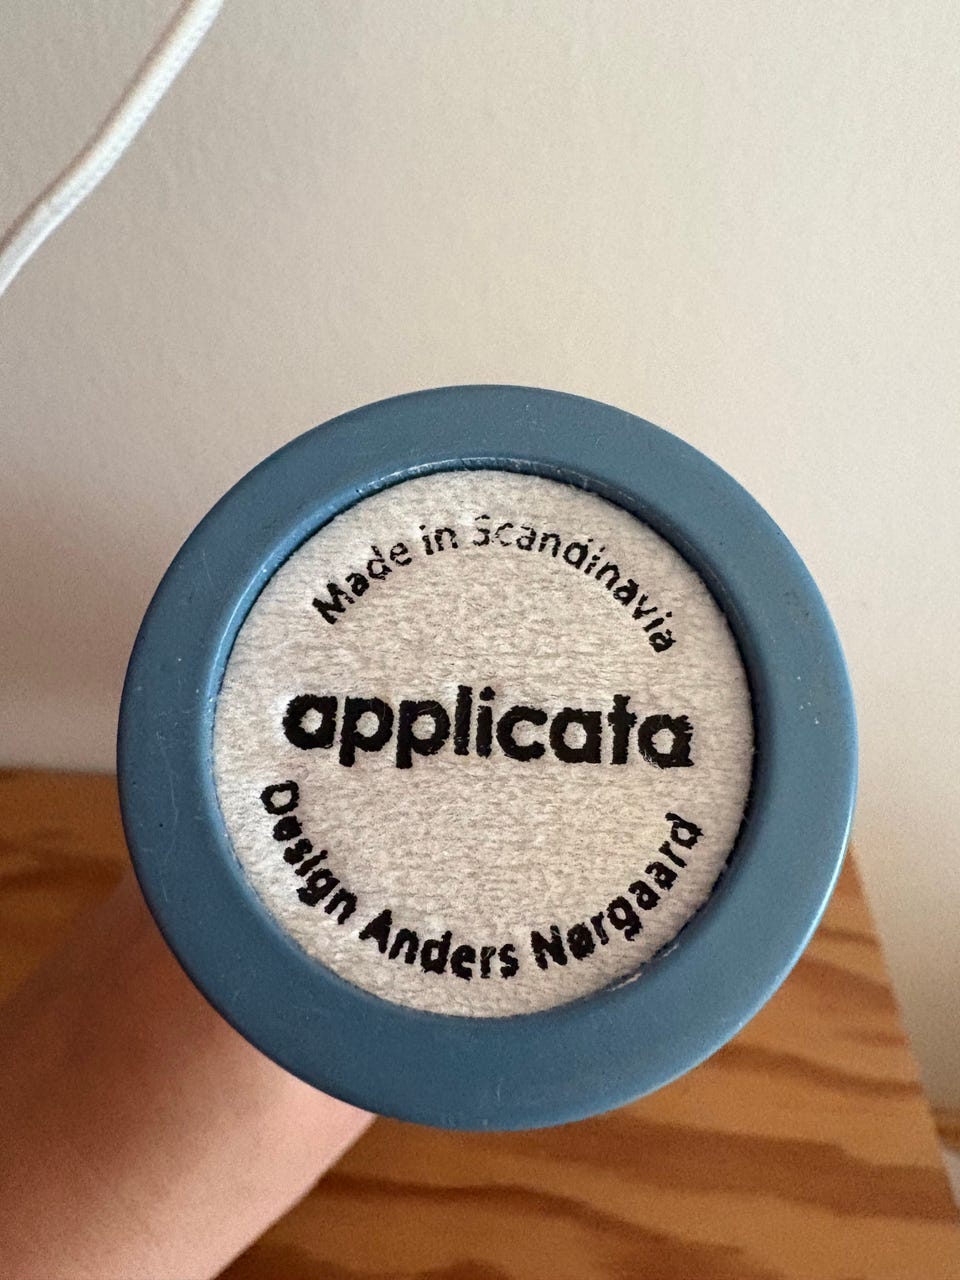 Made in Scandinavia
applicata
Design Anders Nørgaard